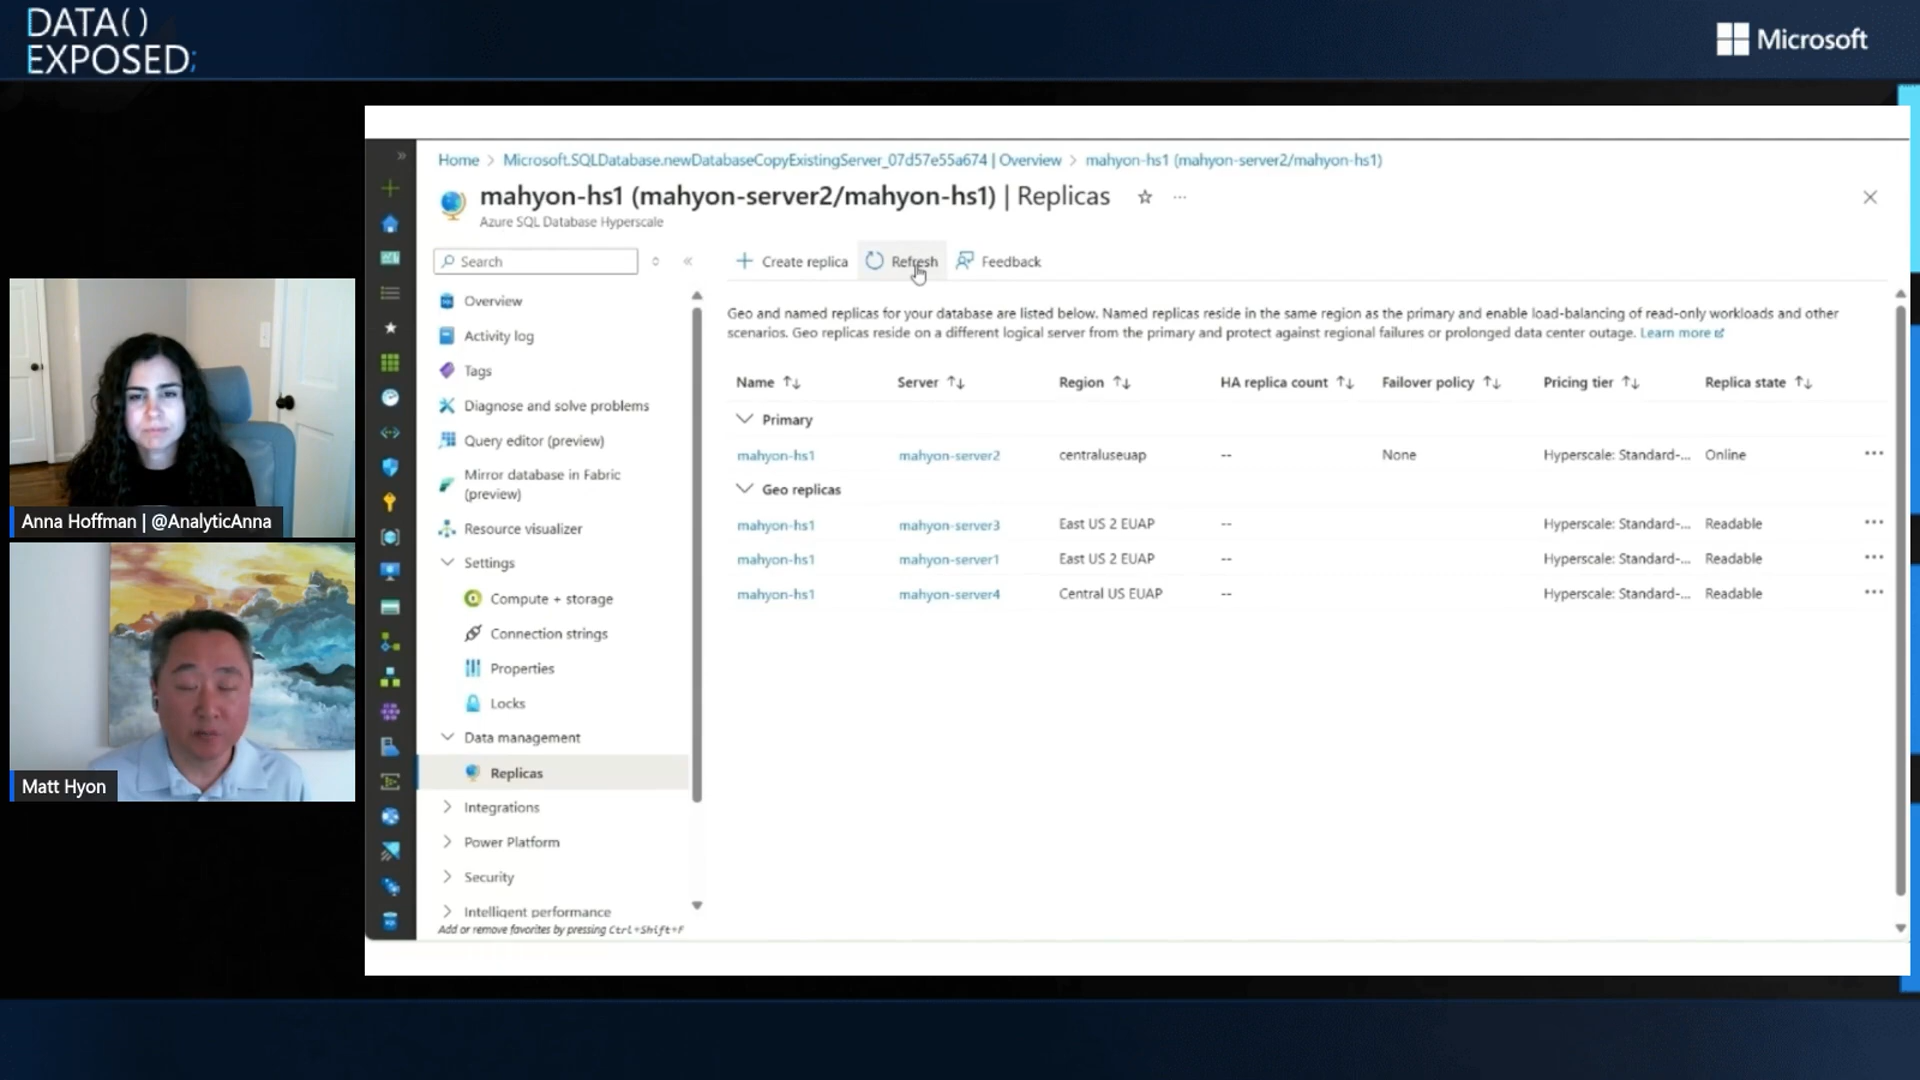 DATA()
EXPOSED;
Microsoft
Home > Microsoft.SQLDatabase.newDatabaseCopyExistingServer_07d57e55a674 | Overview > mahyon-hs1 (mahyon-server2/mahyon-hs1)
mahyon-hs1 (mahyon-server2/mahyon-hs1) | Replicas
Azure SQL Database Hyperscale
Search
Create replica
Refresh
Feedback
Overview
Activity log
Tags
Diagnose and solve problems
Query editor (preview)
Mirror database in Fabric
(preview)
Resource visualizer
Settings
Compute + storage
Connection strings
Properties
Locks
Data management
Replicas
Integrations
Power Platform
Security
Intelligent performance
Add or remove favorites by pressing Ctrl+Shift+F
Geo and named replicas for your database are listed below. Named replicas reside in the same region as the primary and enable load-balancing of read-only workloads and other
scenarios. Geo replicas reside on a different logical server from the primary and protect against regional failures or prolonged data center outage. Learn more
Name Server Region HA replica count Failover policy Pricing tier Replica state
Primary
mahyon-hs1 mahyon-server2 centraluseuap -- None Hyperscale: Standard-... Online
Geo replicas
mahyon-hs1 mahyon-server3 East US 2 EUAP -- Hyperscale: Standard-... Readable
mahyon-hs1 mahyon-server1 East US 2 EUAP -- Hyperscale: Standard-... Readable
mahyon-hs1 mahyon-server4 Central US EUAP -- Hyperscale: Standard-... Readable
Anna Hoffman | @AnalyticAnna
Matt Hyon